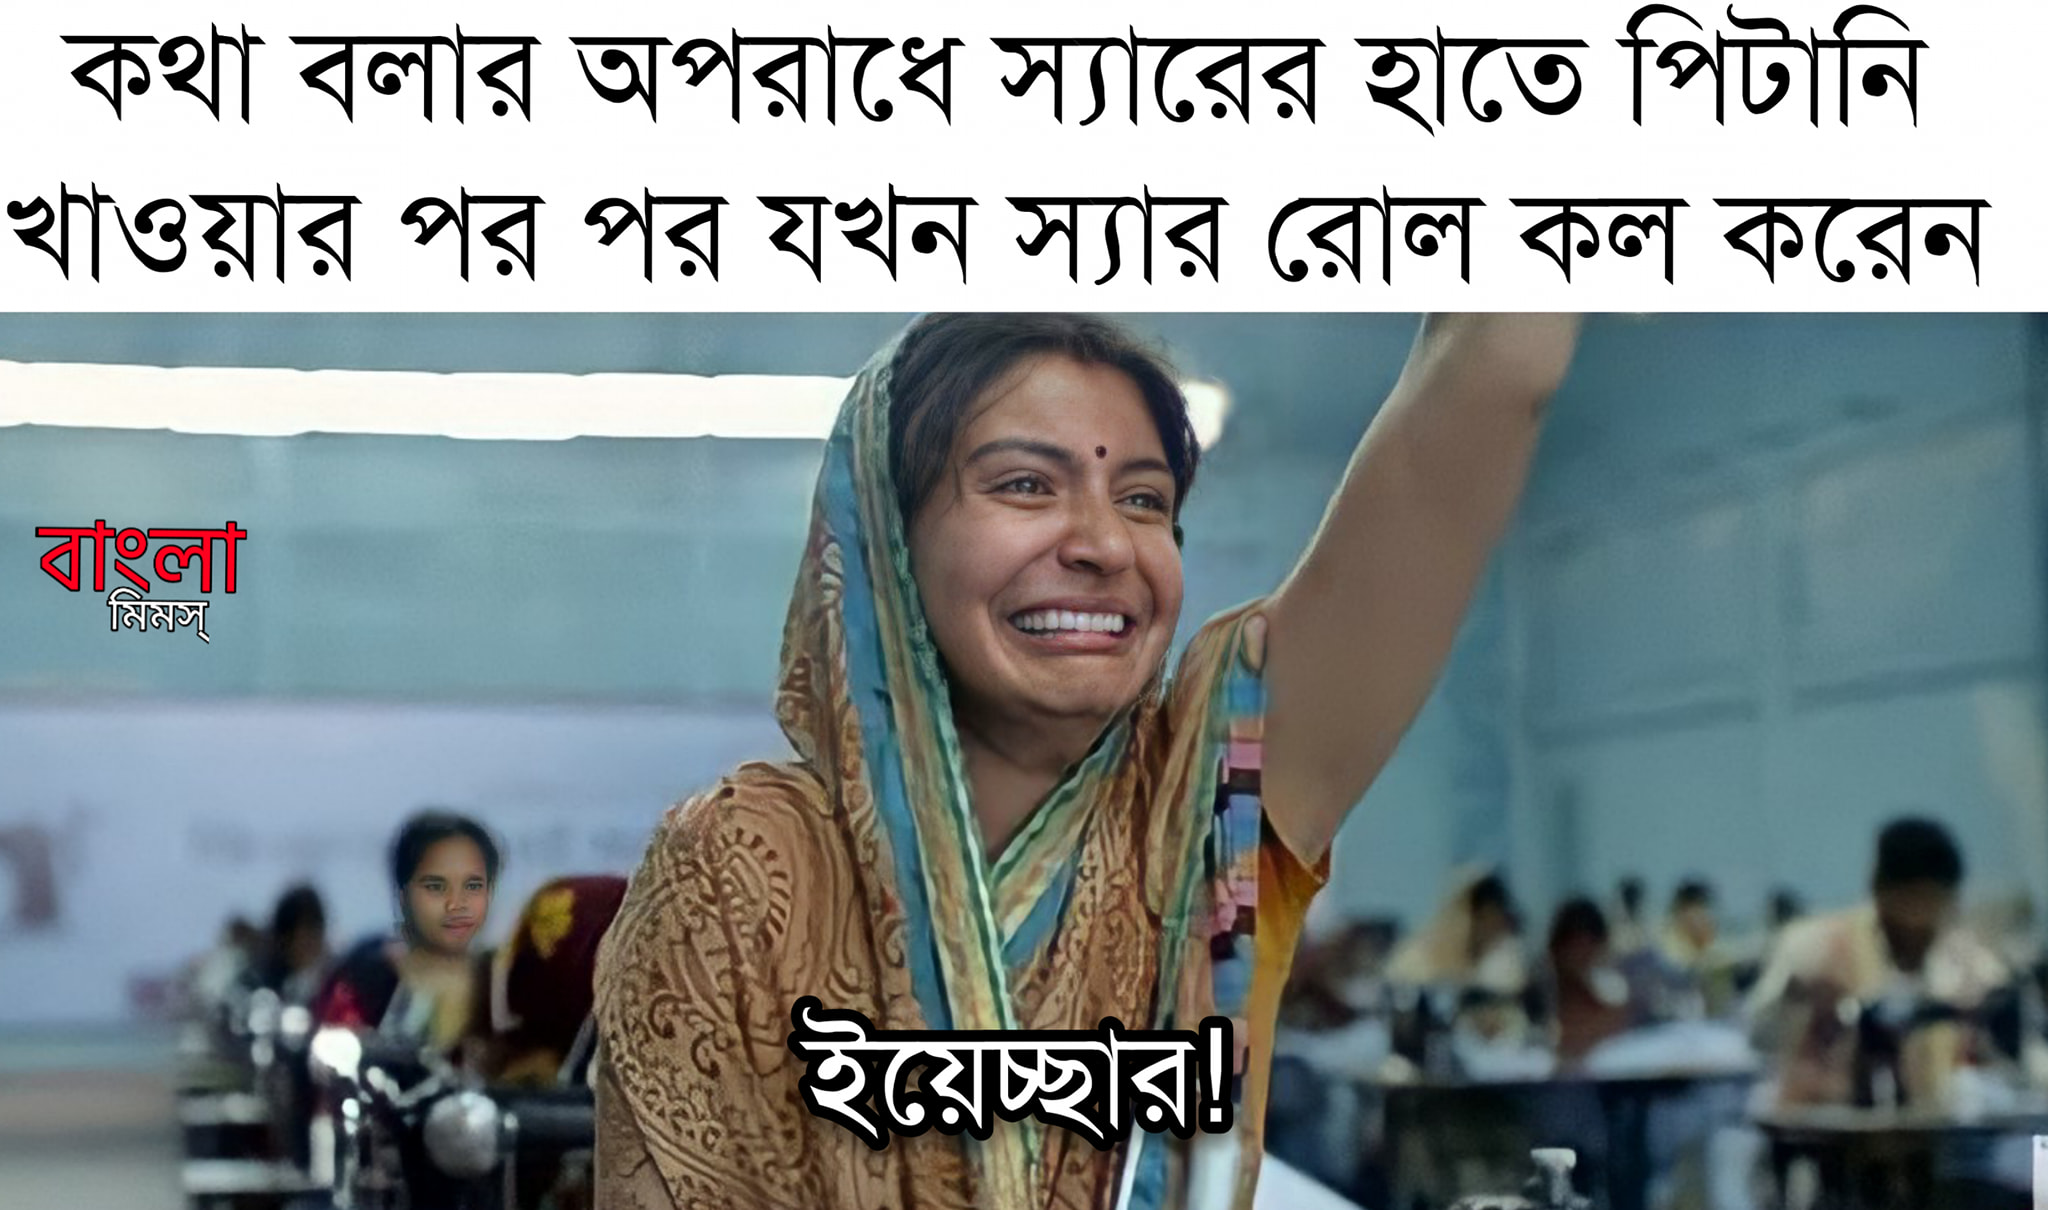 কথা বলার অপরাধে স্যারের হাতে পিটানি
খাওয়ার পর পর যখন স্যার রোল কল করেন
বাংলা
মিমস্
ইয়েচ্ছার!